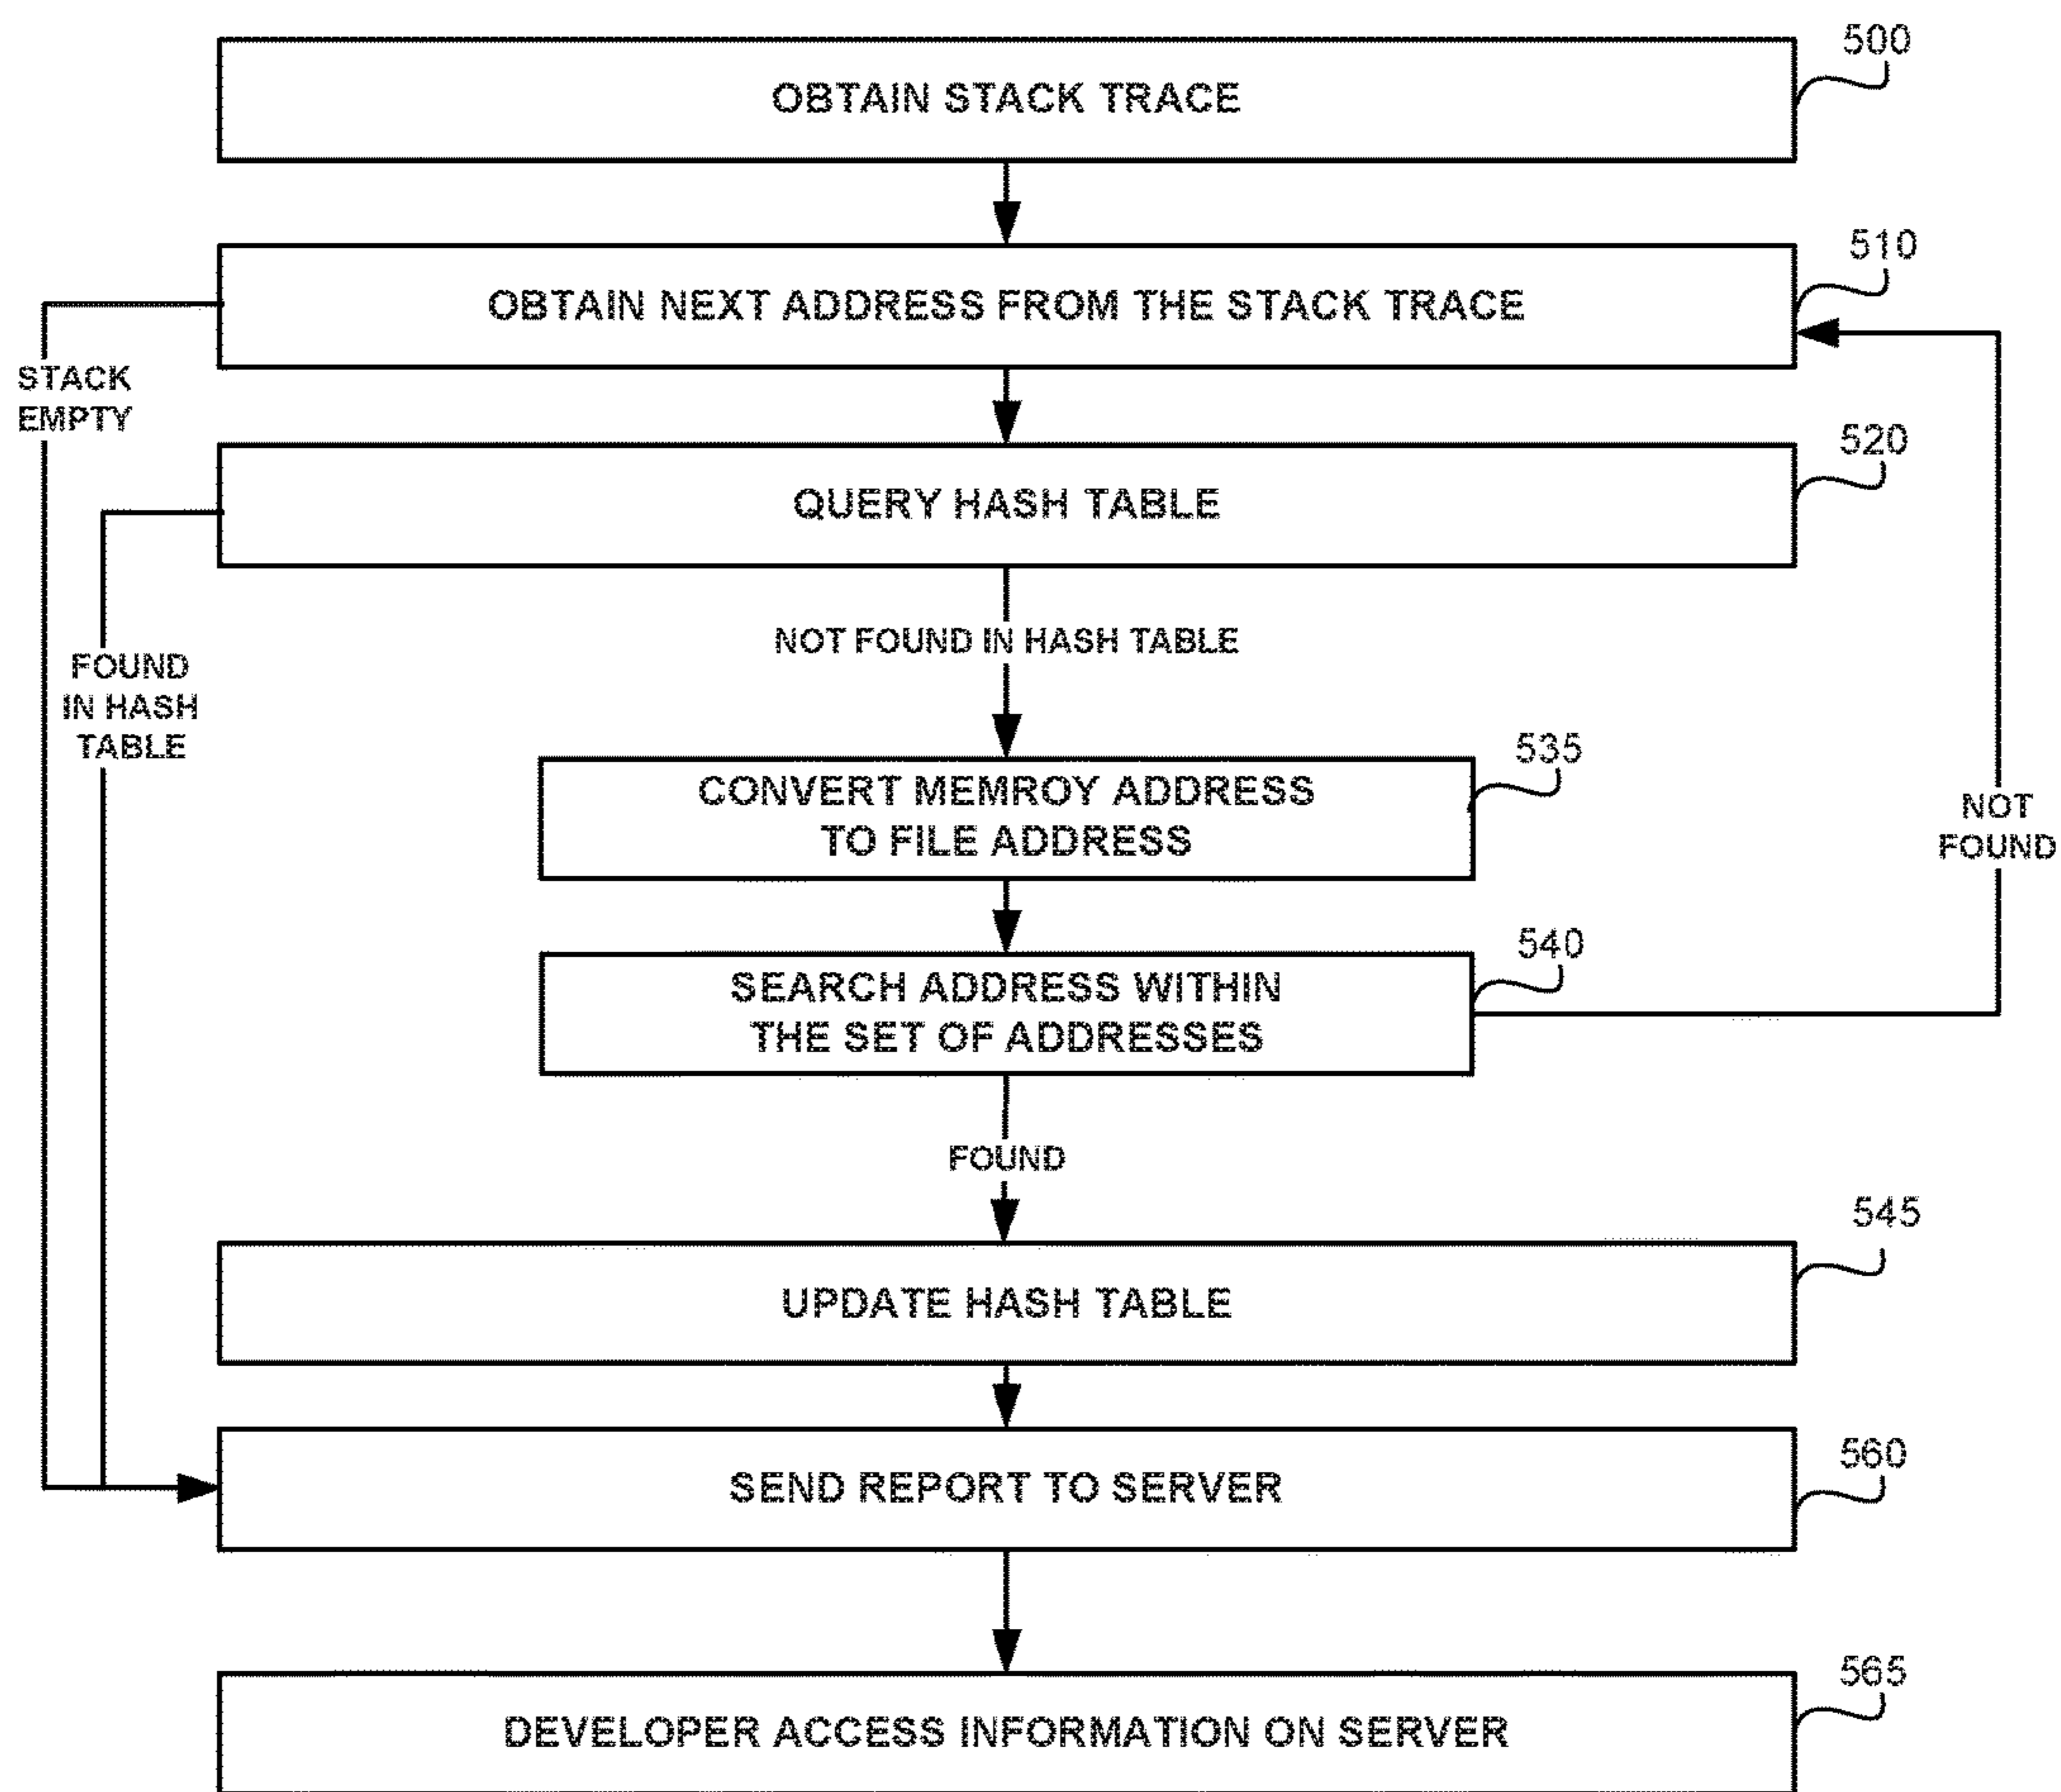 500
OBTAIN STACK TRACE
510
OBTAIN NEXT ADDRESS FROM THE STACK TRACE
STACK
EMPTY
520
QUERY HASH TABLE
NOT FOUND IN HASH TABLE
FOUND
IN HASH
TABLE
535
CONVERT MEMROY ADDRESS
TO FILE ADDRESS
NOT
FOUND
540
SEARCH ADDRESS WITHIN
THE SET OF ADDRESSES
FOUND
545
UPDATE HASH TABLE
560
SEND REPORT TO SERVER
565
DEVELOPER ACCESS INFORMATION ON SERVER